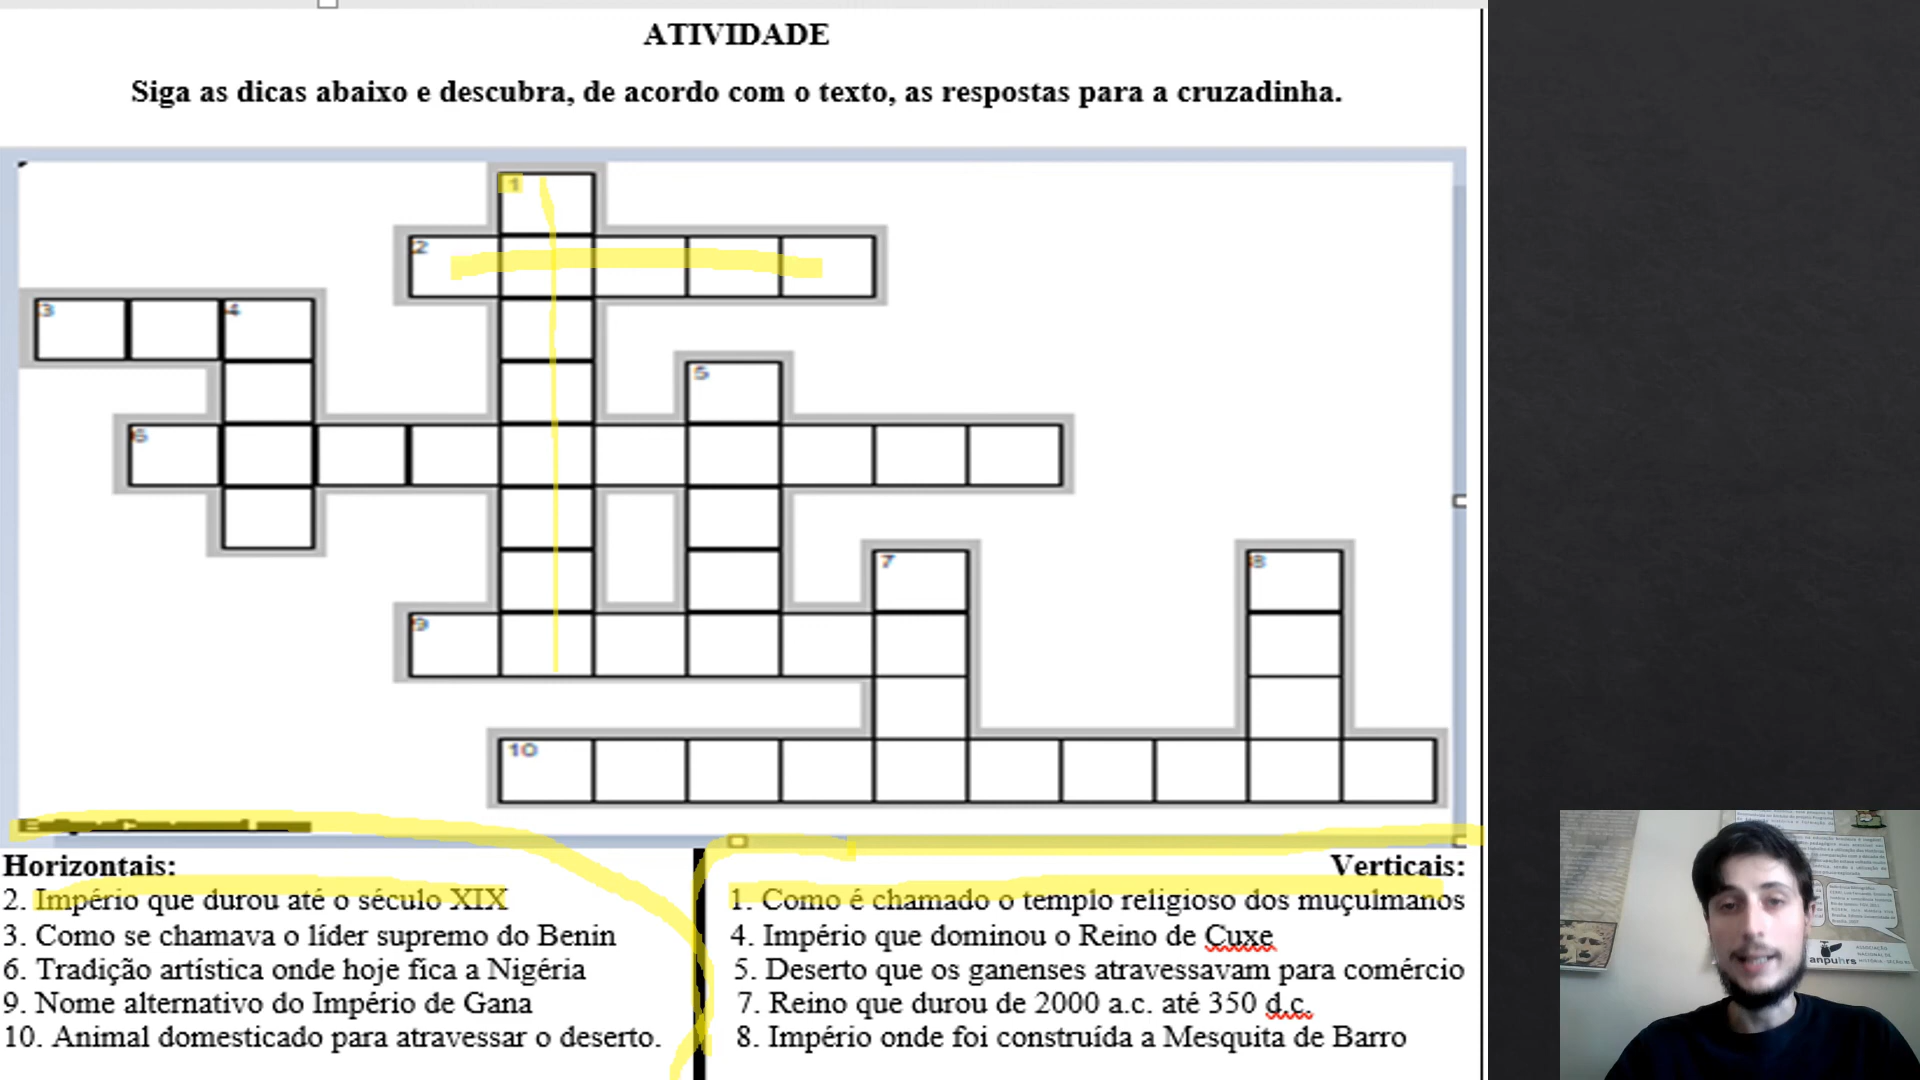 ATIVIDADE
Siga as dicas abaixo e descubra, de acordo com o texto, as respostas para a cruzadinha.
1
2
3 4
5
6
7 8
9
10
Horizontais:
2. Império que durou até o século XIX
3. Como se chamava o líder supremo do Benin
6. Tradição artística onde hoje fica a Nigéria
9. Nome alternativo do Império de Gana
10. Animal domesticado para atravessar o deserto.
Verticais:
1. Como é chamado o templo religioso dos muçulmanos
4. Império que dominou o Reino de Cuxe
5. Deserto que os ganenses atravessavam para comércio
7. Reino que durou de 2000 a.c. até 350 d.c.
8. Império onde foi construída a Mesquita de Barro
anpuhrs